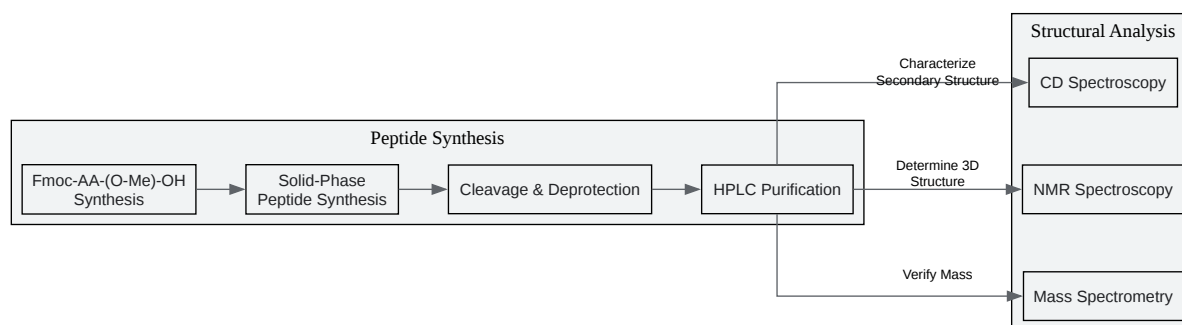 Peptide Synthesis
Fmoc-AA-(O-Me)-OH
Synthesis
Solid-Phase
Peptide Synthesis
Cleavage & Deprotection
HPLC Purification
Characterize
Secondary Structure
Determine 3D
Structure
Verify Mass
Structural Analysis
CD Spectroscopy
NMR Spectroscopy
Mass Spectrometry